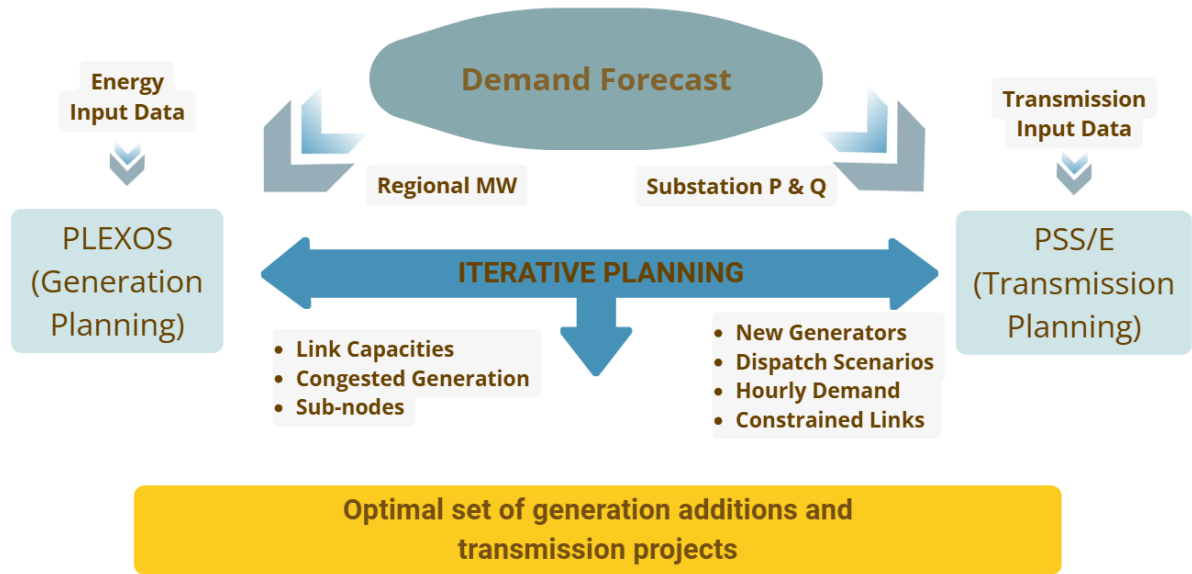 Demand Forecast
Energy
Input Data
Transmission
Input Data
Regional MW
Substation P & Q
PLEXOS
(Generation
Planning)
ITERATIVE PLANNING
PSS/E
(Transmission
Planning)
• Link Capacities
• Congested Generation
• Sub-nodes
• New Generators
• Dispatch Scenarios
• Hourly Demand
• Constrained Links
Optimal set of generation additions and
transmission projects